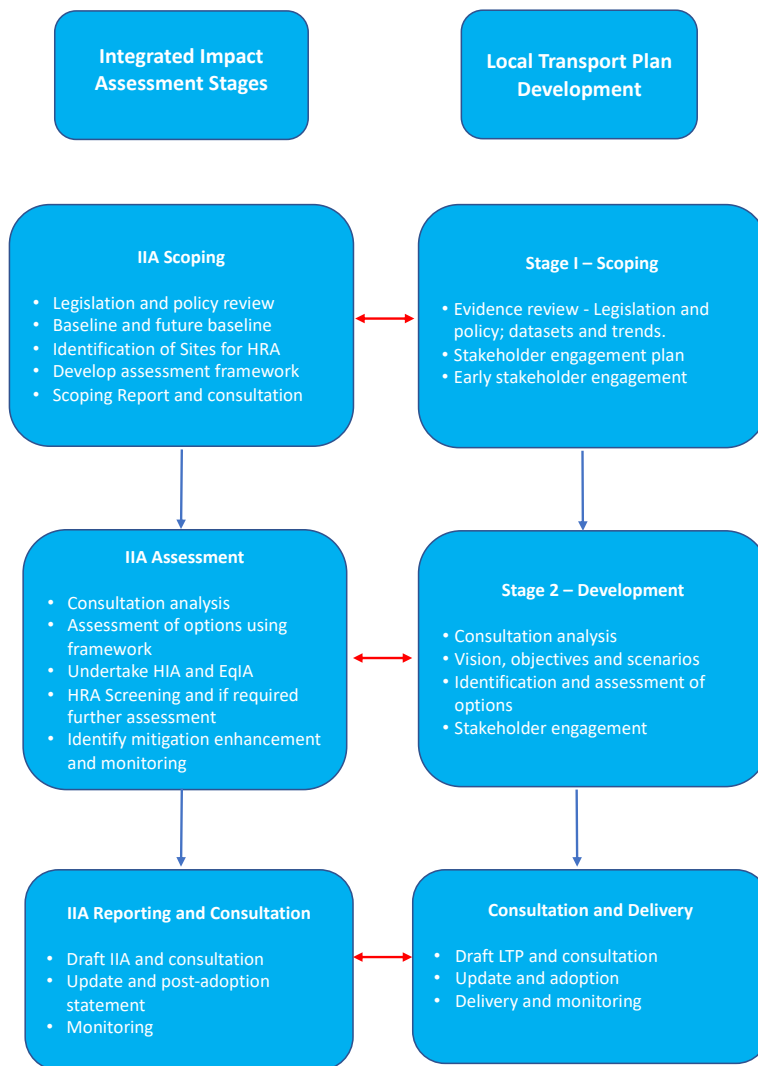 Integrated Impact
Assessment Stages
Local Transport Plan
Development
IIA Scoping
• Legislation and policy review
• Baseline and future baseline
• Identification of Sites for HRA
• Develop assessment framework
• Scoping Report and consultation
Stage I – Scoping
• Evidence review - Legislation and
policy; datasets and trends.
• Stakeholder engagement plan
• Early stakeholder engagement
IIA Assessment
• Consultation analysis
• Assessment of options using
framework
• Undertake HIA and EqIA
• HRA Screening and if required
further assessment
• Identify mitigation enhancement
and monitoring
Stage 2 – Development
• Consultation analysis
• Vision, objectives and scenarios
• Identification and assessment of
options
• Stakeholder engagement
IIA Reporting and Consultation
• Draft IIA and consultation
• Update and post-adoption
statement
• Monitoring
Consultation and Delivery
• Draft LTP and consultation
• Update and adoption
• Delivery and monitoring